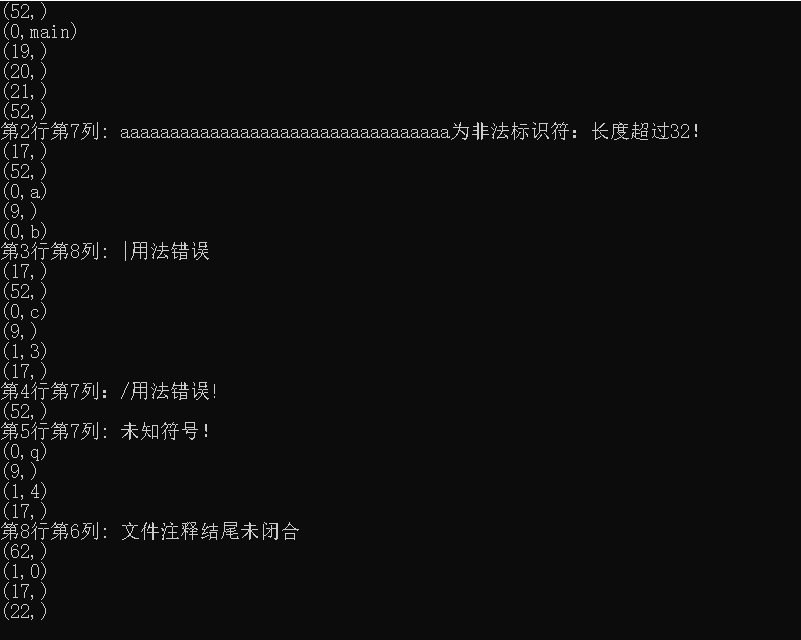 (52,)
(0,main)
(19,)
(20,)
(21,)
(52,)
第2行第7列: aaaaaaaaaaaaaaaaaaaaaaaaaaaaaaaaa为非法标识符：长度超过32!
(17,)
(52,)
(0,a)
(9,)
(0,b)
第3行第8列: |用法错误
(17,)
(52,)
(0,c)
(9,)
(1,3)
(17,)
第4行第7列：/用法错误!
(52,)
第5行第7列: 未知符号!
(0,q)
(9,)
(1,4)
(17,)
第8行第6列: 文件注释结尾未闭合
(62,)
(1,0)
(17,)
(22,)